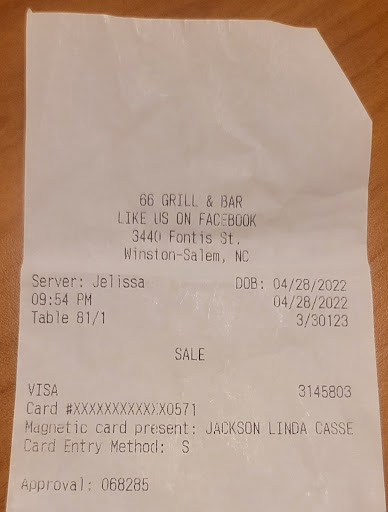 66 GRILL & BAR
LIKE US ON FACEBOOK
3440 Fontis St.
Winston-Salem, NC
Server: Jelissa DOB: 04/28/2022
09:54 PM 04/28/2022
Table 81/1 3/30123
SALE
VISA 3145803
Card #XXXXXXXXXXXX0571
Magnetic card present: JACKSON LINDA CASSE
Card Entry Method: S
Approval: 068285